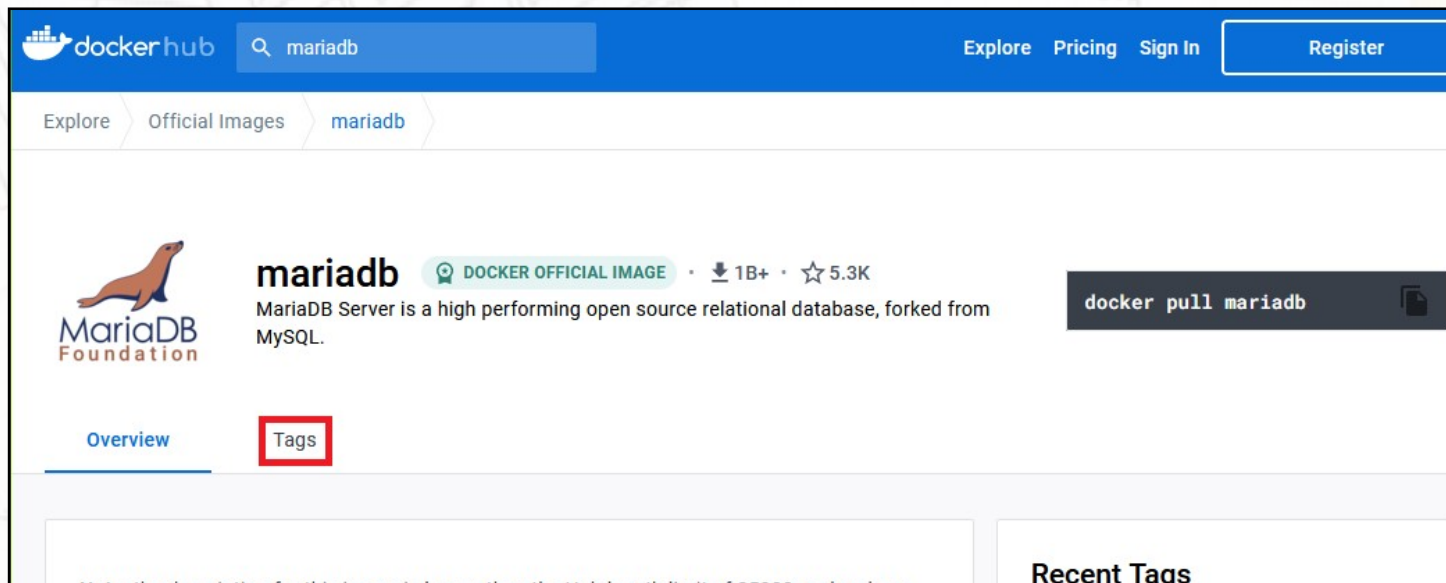 dockerhub
mariadb
Explore Pricing Sign In Register
Explore Official Images mariadb
MariaDB
Foundation
mariadb DOCKER OFFICIAL IMAGE · 1B+ · 5.3K
MariaDB Server is a high performing open source relational database, forked from
MySQL.
docker pull mariadb
Overview Tags
Recent Tags